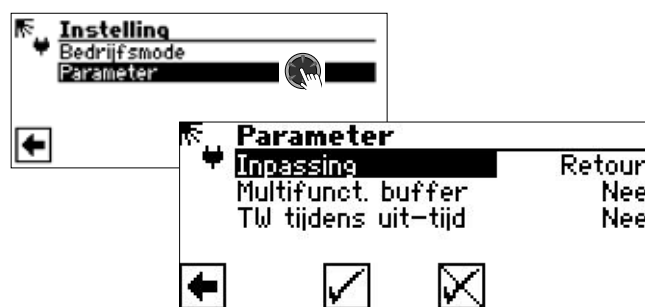 Instelling
Bedrijfsmode
Parameter
Parameter
Inpassing Retour
Multifunct. buffer Nee
TW tijdens uit-tijd Nee